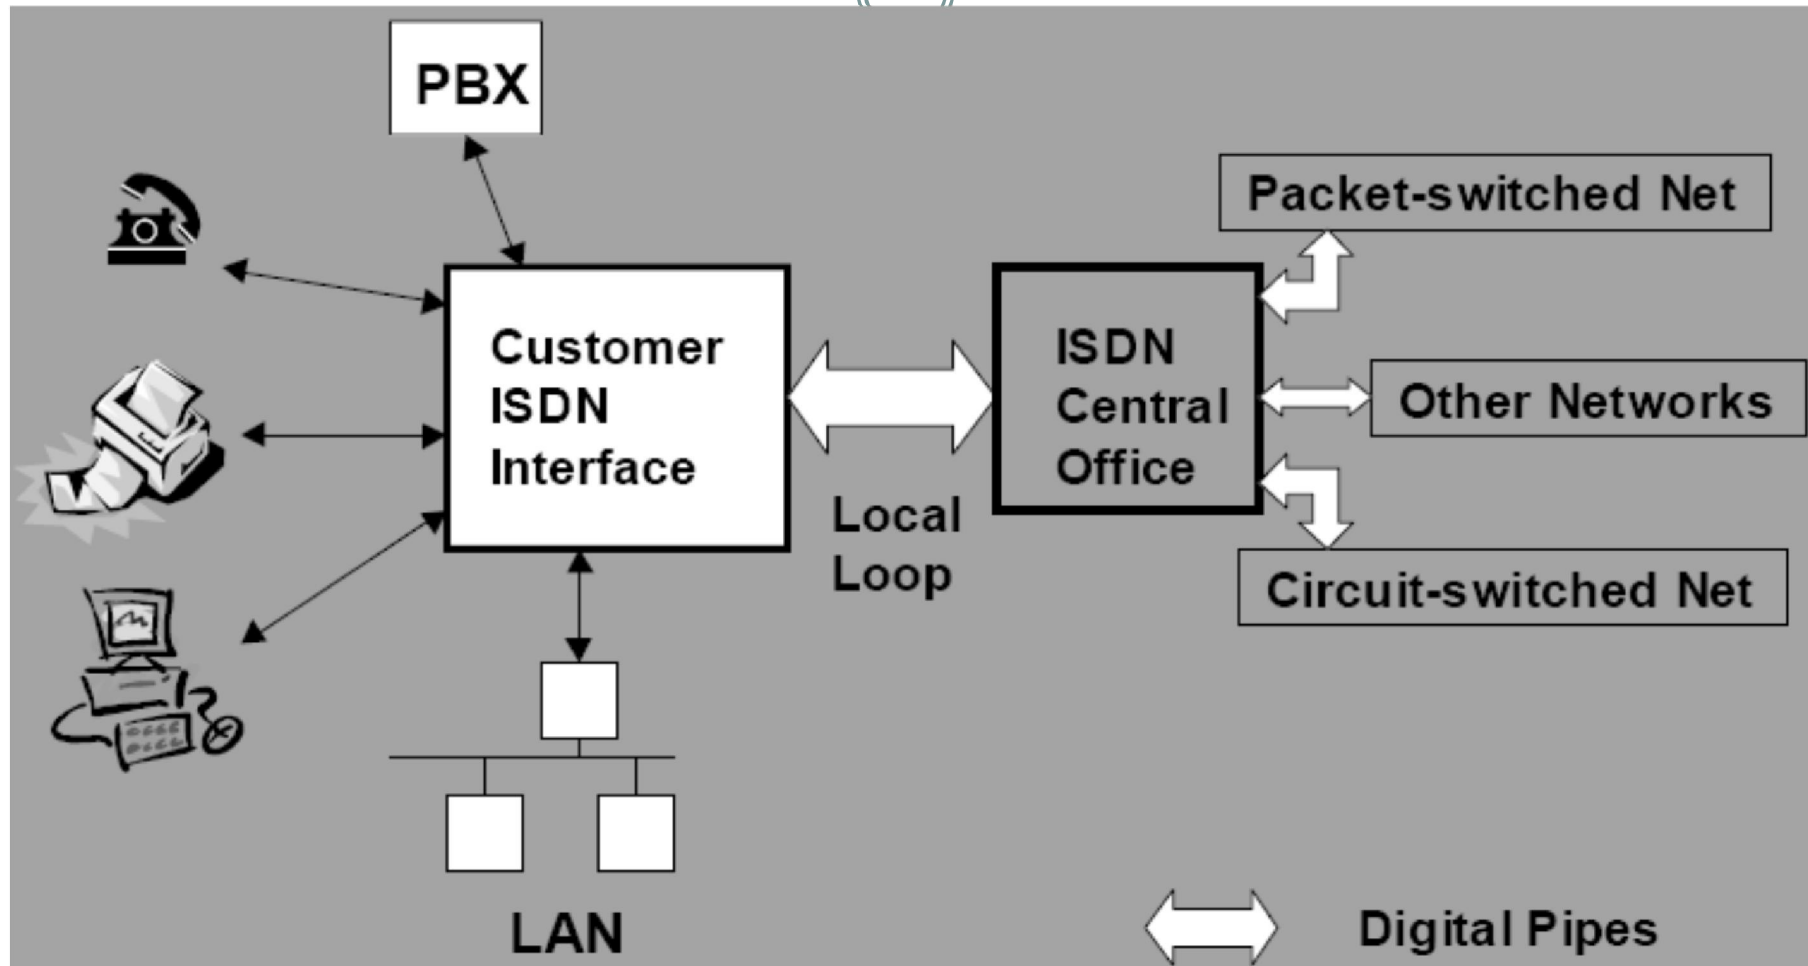 PBX
Packet-switched Net
Customer
ISDN
Interface
ISDN
Central
Office
Other Networks
Local
Loop
Circuit-switched Net
LAN
Digital Pipes